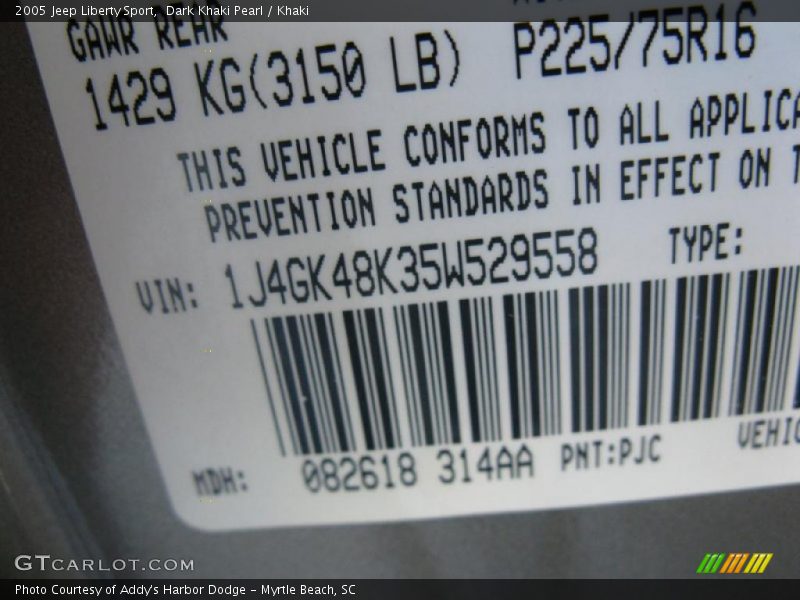 2005 Jeep Liberty Sport, Dark Khaki Pearl / Khaki
GAWR REAR
1429 KG(3150 LB) P225/75R16
THIS VEHICLE CONFORMS TO ALL APPLICA
PREVENTION STANDARDS IN EFFECT ON T
VIN: 1J4GK48K35W529558 TYPE:
MDH: 082618 314AA PNT:PJC VEHIC
GTCARLOT.COM
Photo Courtesy of Addy's Harbor Dodge – Myrtle Beach, SC